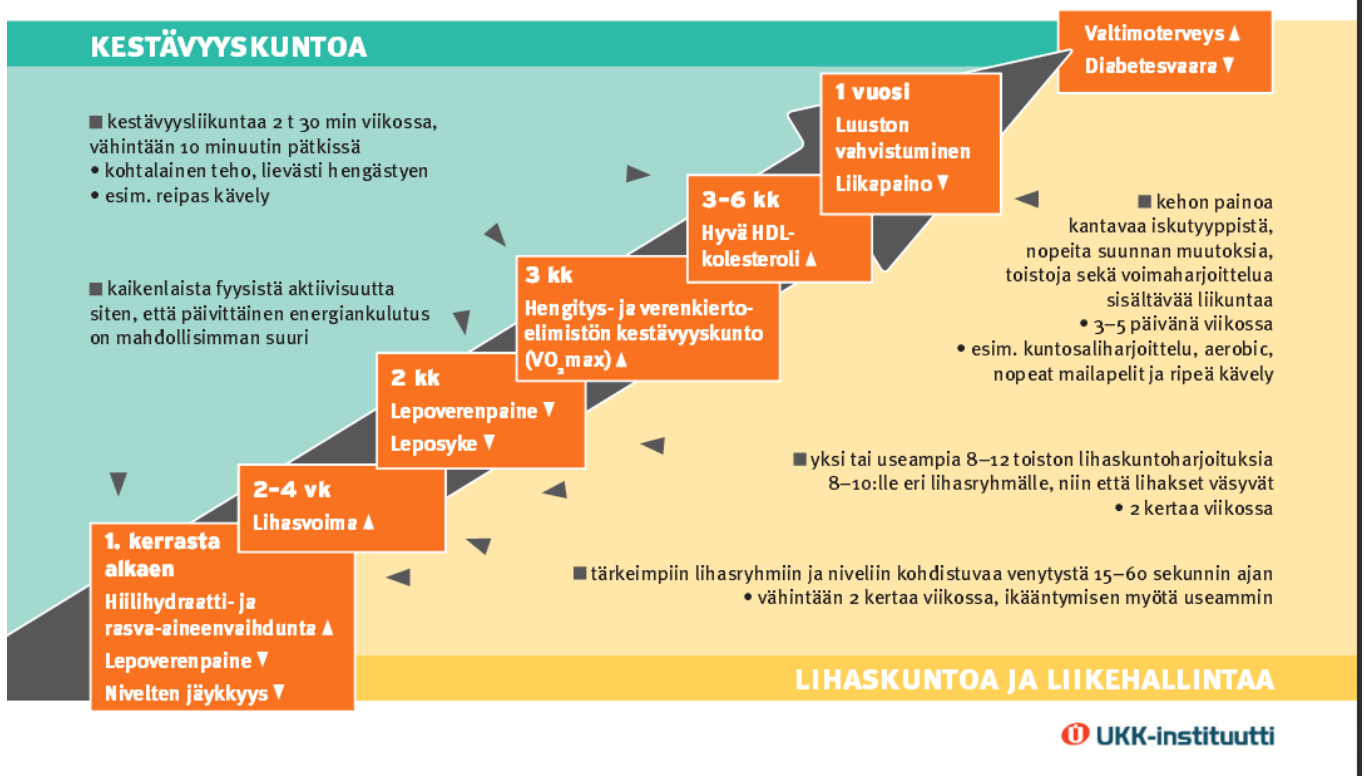 KESTÄVYYSKUNTOA
■ kestävyysliikuntaa 2 t 30 min viikossa,
vähintään 10 minuutin pätkissä
• kohtalainen teho, lievästi hengästyen
• esim. reipas kävely
■ kaikenlaista fyysistä aktiivisuutta
siten, että päivittäinen energiankulutus
on mahdollisimman suuri
Valtimoterveys ▲
Diabetesvaara ▼
1 vuosi
Luuston
vahvistuminen
Liikapaino ▼
3–6 kk
Hyvä HDL-
kolesteroli ▲
3 kk
Hengitys- ja verenkierto-
elimistön kestävyyskunto
(VO₂max) ▲
2 kk
Lepoverenpaine ▼
Leposyke ▼
2–4 vk
Lihasvoima ▲
1. kerrasta
alkaen
Hiilihydraatti- ja
rasva-aineenvaihdunta ▲
Lepoverenpaine ▼
Nivelten jäykkyys ▼
■ kehon painoa
kantavaa iskutyyppistä,
nopeita suunnan muutoksia,
toistoja sekä voimaharjoittelua
sisältävää liikuntaa
• 3–5 päivänä viikossa
• esim. kuntosaliharjoittelu, aerobic,
nopeat mailapelit ja ripeä kävely
■ yksi tai useampia 8–12 toiston lihaskuntoharjoituksia
8–10:lle eri lihasryhmälle, niin että lihakset väsyvät
• 2 kertaa viikossa
■ tärkeimpiin lihasryhmiin ja niveliin kohdistuvaa venytystä 15–60 sekunnin ajan
• vähintään 2 kertaa viikossa, ikääntymisen myötä useammin
LIHASKUNTOA JA LIIKEHALLINTAA
UKK-instituutti